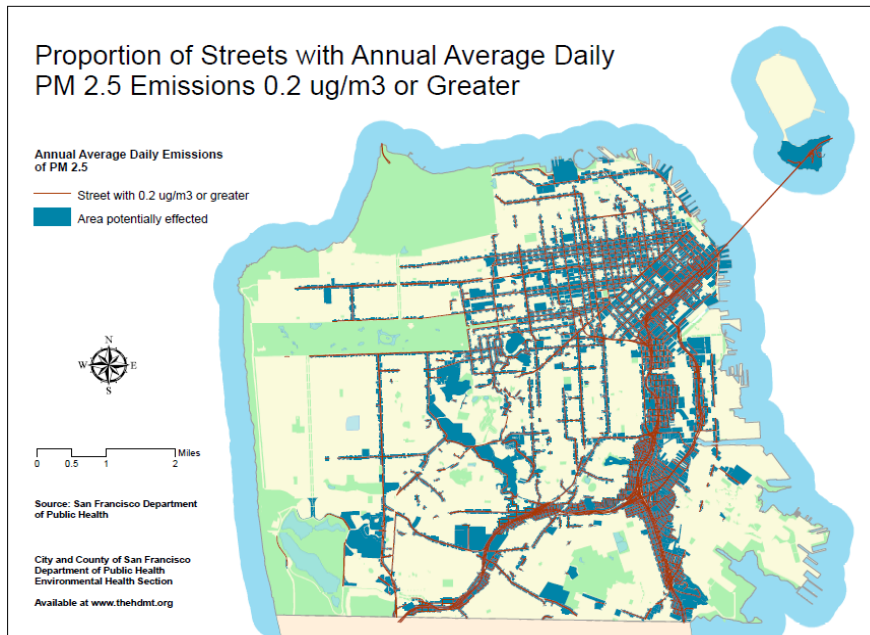 Proportion of Streets with Annual Average Daily
PM 2.5 Emissions 0.2 ug/m3 or Greater
Annual Average Daily Emissions
of PM 2.5
Street with 0.2 ug/m3 or greater
Area potentially effected
N
W E
S
Miles
0 0.5 1 2
Source: San Francisco Department
of Public Health
City and County of San Francisco
Department of Public Health
Environmental Health Section
Available at www.thehdmt.org